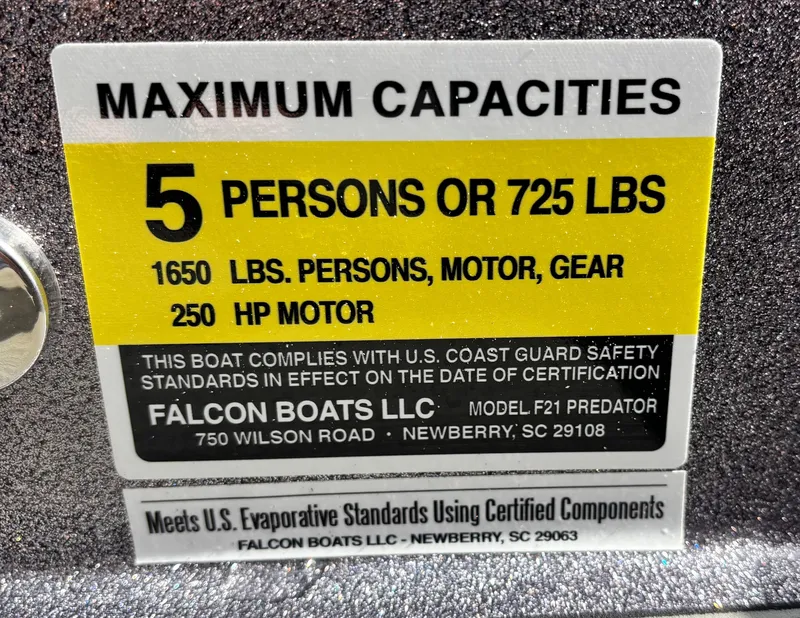 MAXIMUM CAPACITIES
5 PERSONS OR 725 LBS
1650 LBS. PERSONS, MOTOR, GEAR
250 HP MOTOR
THIS BOAT COMPLIES WITH U.S. COAST GUARD SAFETY
STANDARDS IN EFFECT ON THE DATE OF CERTIFICATION
FALCON BOATS LLC MODEL F21 PREDATOR
750 WILSON ROAD · NEWBERRY, SC 29108
Meets U.S. Evaporative Standards Using Certified Components
FALCON BOATS LLC - NEWBERRY, SC 29063